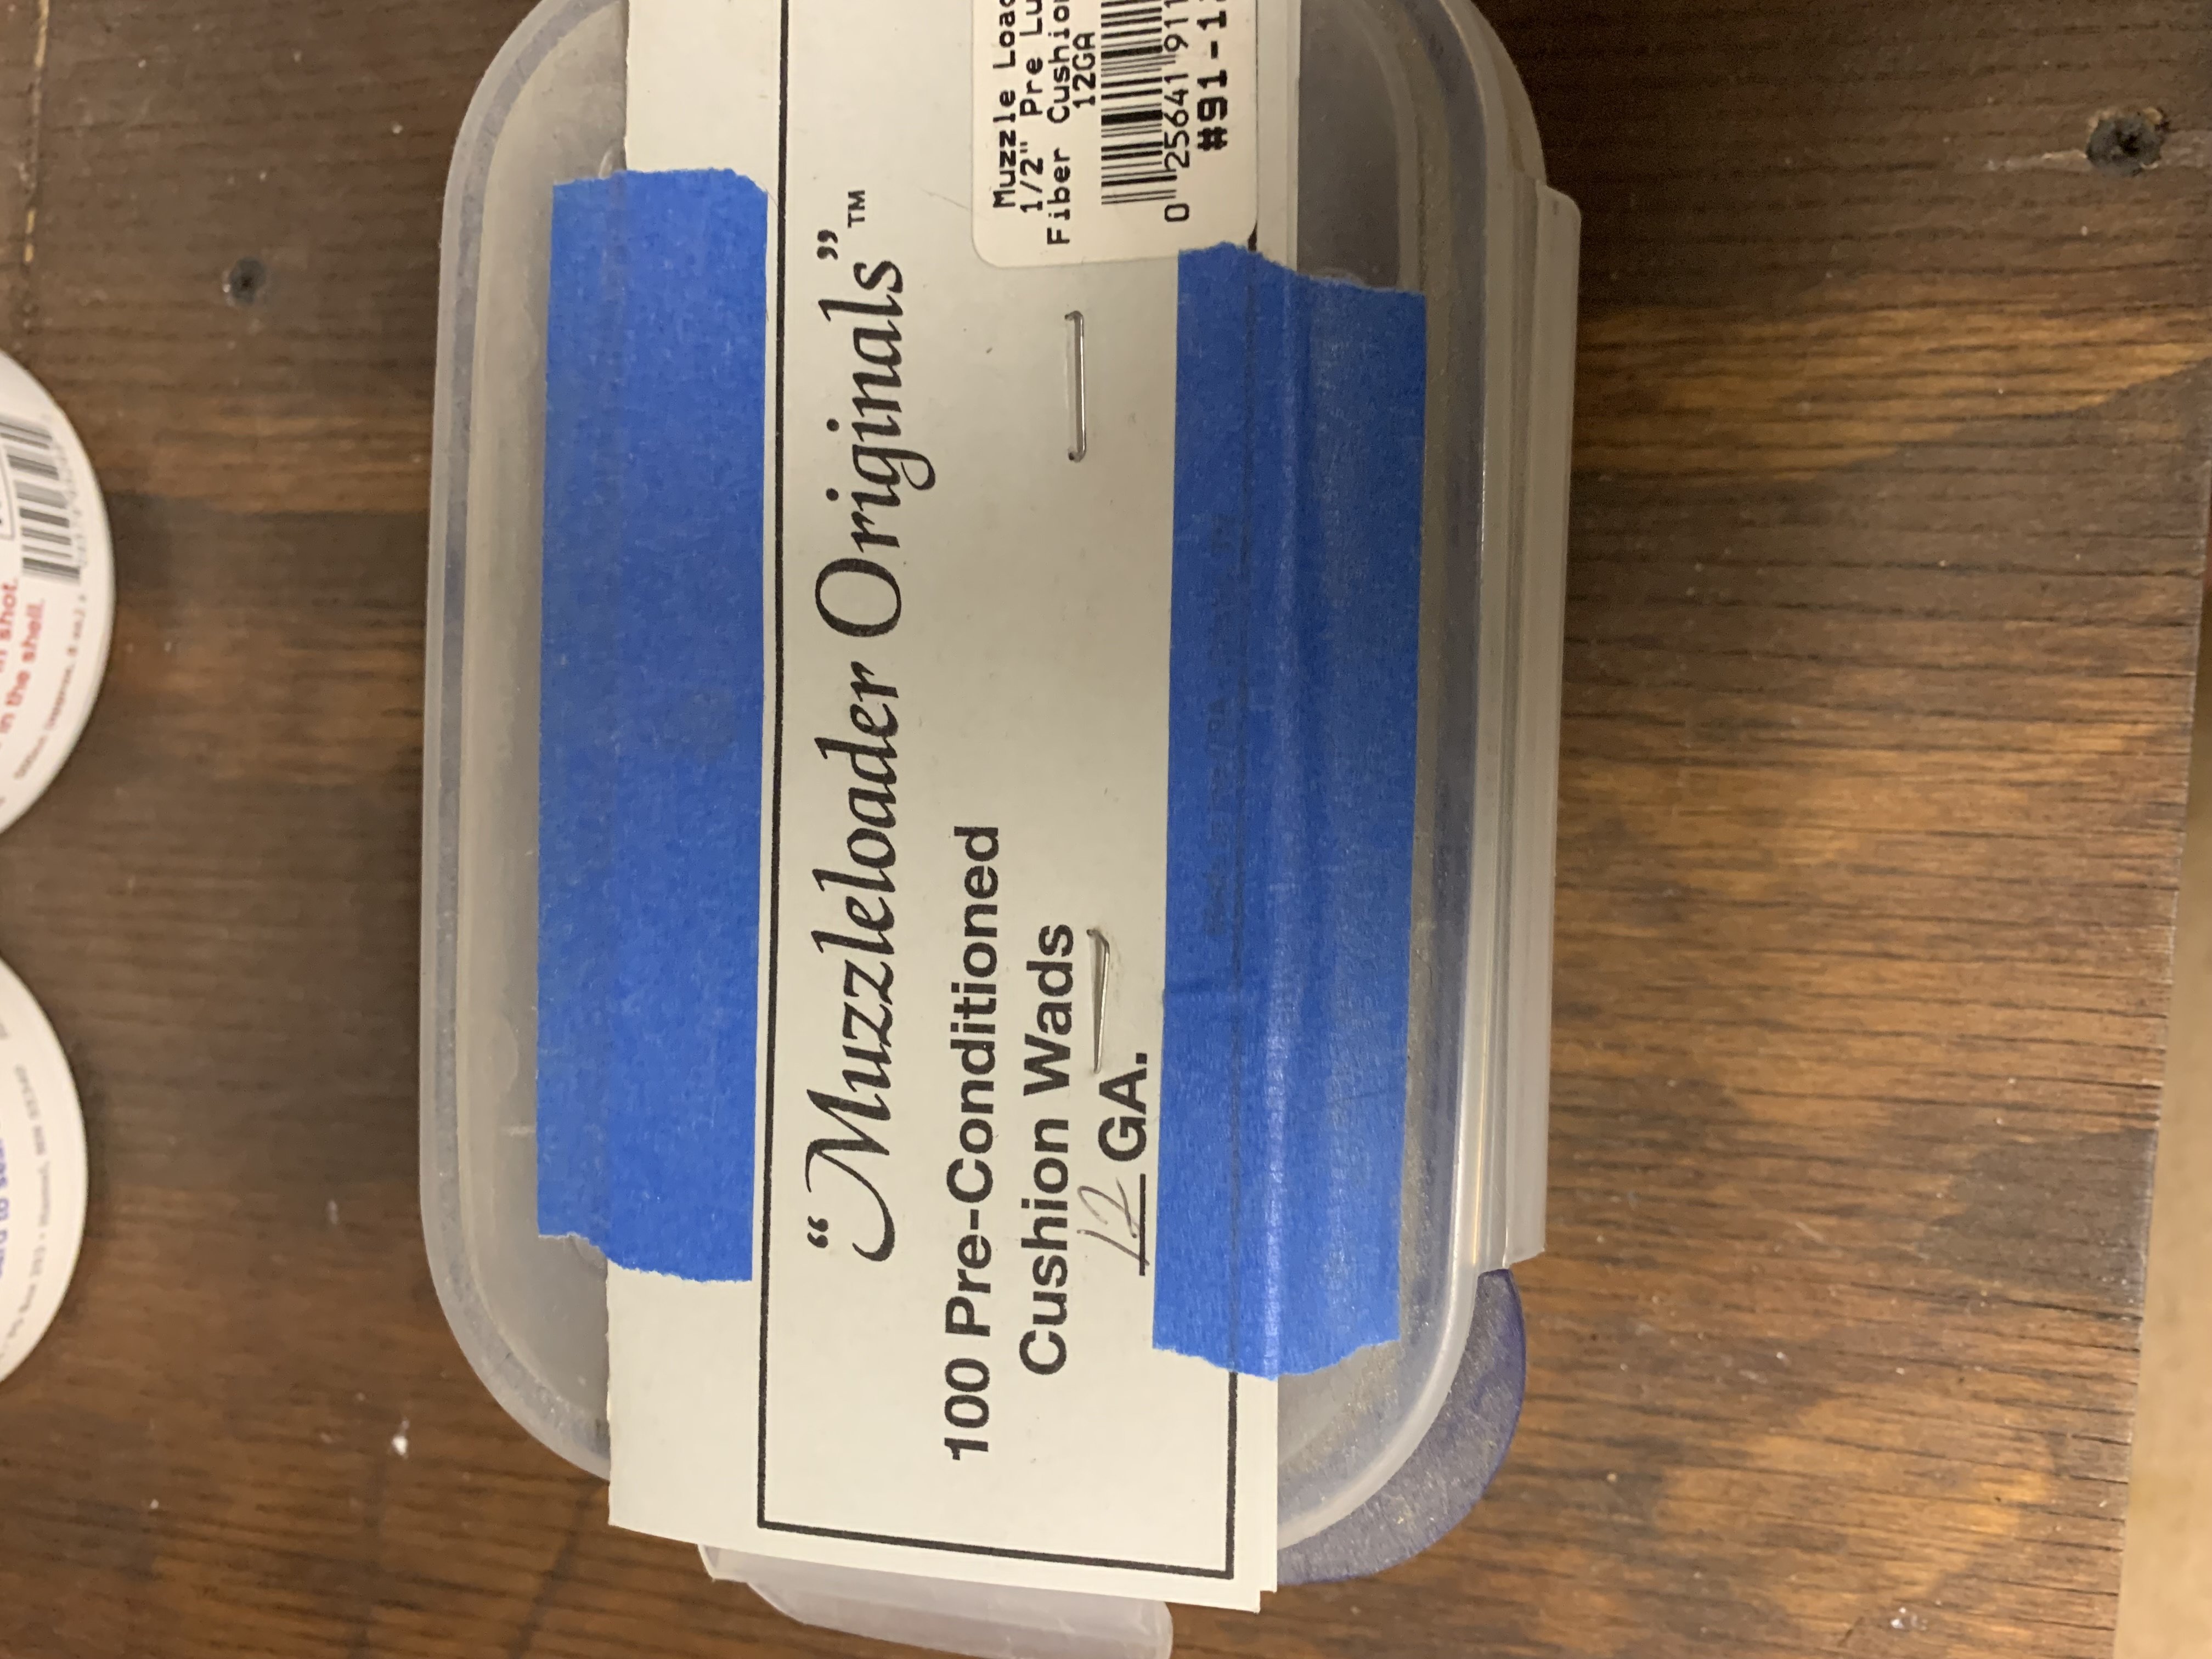 "Muzzleloader Originals"™
100 Pre-Conditioned
Cushion Wads
12 GA.
Muzzle Load
1/2" Pre Lu
Fiber Cushion
12GA
0 25641 911
#91-1
shot.
in the shell.